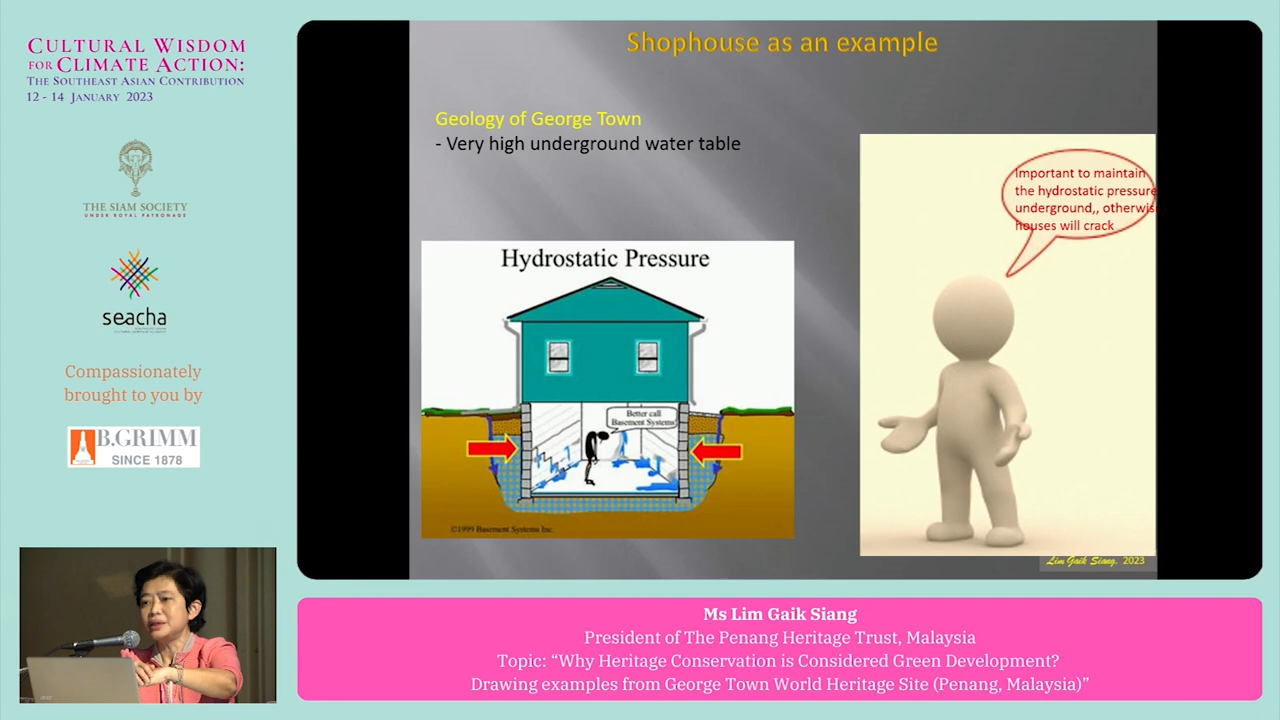 CULTURAL WISDOM
FOR CLIMATE ACTION:
THE SOUTHEAST ASIAN CONTRIBUTION
12 - 14 JANUARY 2023
THE SIAM SOCIETY
UNDER ROYAL PATRONAGE
seacha
Compassionately
brought to you by
B.GRIMM
SINCE 1878
Shophouse as an example
Geology of George Town
- Very high underground water table
Important to maintain
the hydrostatic pressure
underground,, otherwis
houses will crack
Hydrostatic Pressure
Better call
Basement Systems
©1999 Basement Systems Inc.
Lim Gaik Siang, 2023
Ms Lim Gaik Siang
President of The Penang Heritage Trust, Malaysia
Topic: “Why Heritage Conservation is Considered Green Development?
Drawing examples from George Town World Heritage Site (Penang, Malaysia)”